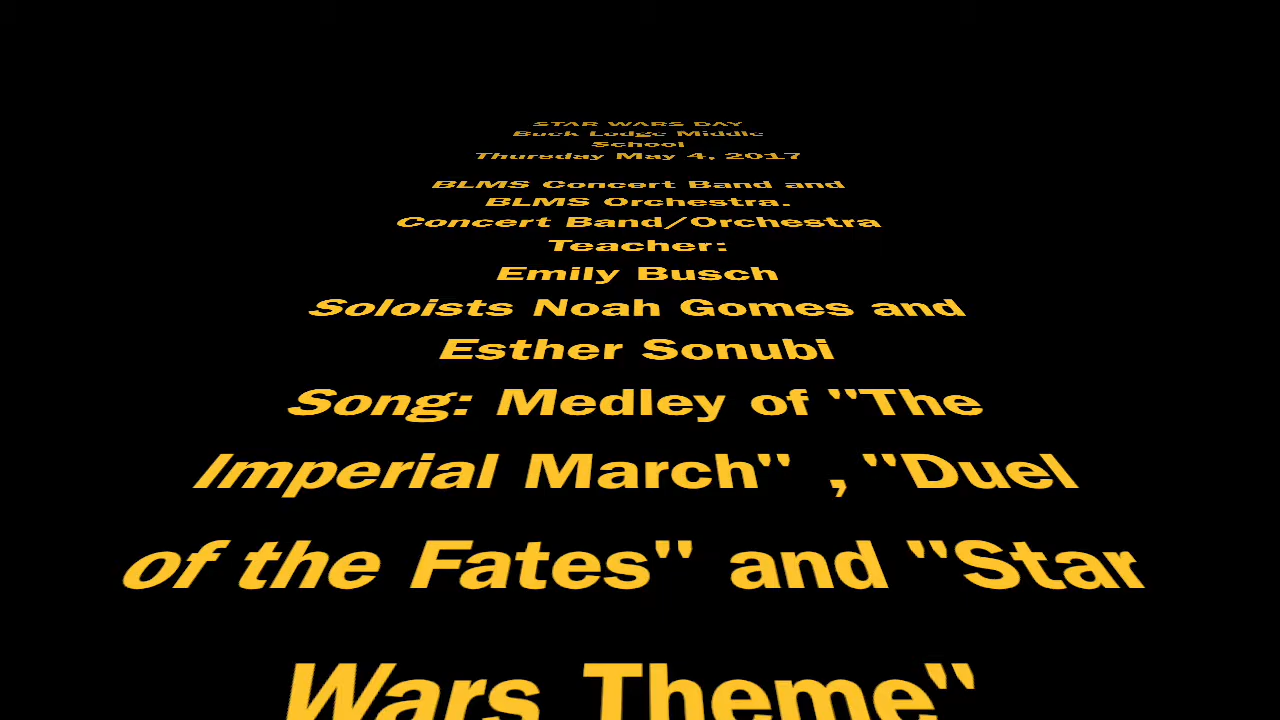 STAR WARS DAY
Buck Lodge Middle
School
Thursday May 4, 2017
BLMS Concert Band and
BLMS Orchestra.
Concert Band/Orchestra
Teacher:
Emily Busch
Soloists Noah Gomes and
Esther Sonubi
Song: Medley of "The
Imperial March" ,"Duel
of the Fates" and "Star
Wars Theme"